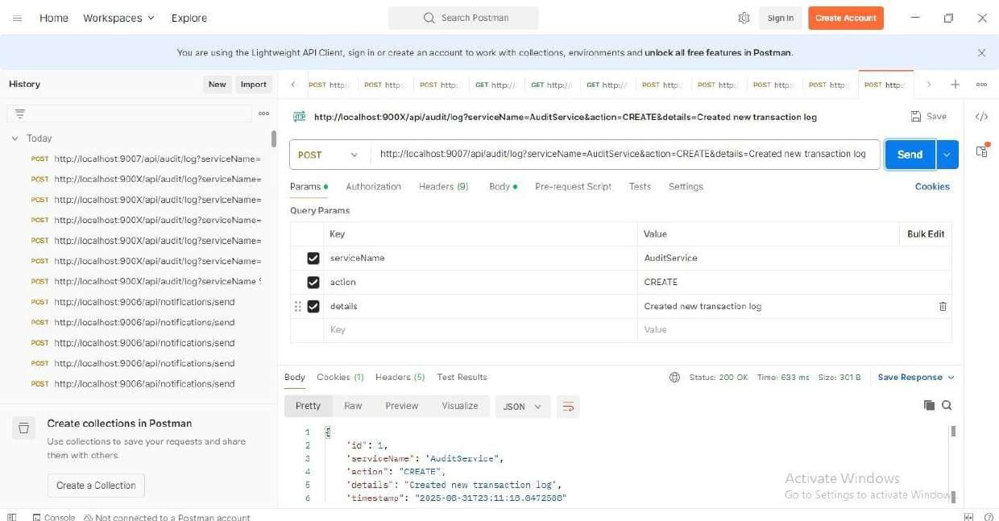 Home Workspaces Explore Search Postman Sign In Create Account
You are using the Lightweight API Client, sign in or create an account to work with collections, environments and unlock all free features in Postman.
History New Import
POST http: POST http: POST http: GET http:/ GET http:/ GET http:/ POST http: POST http: POST http: POST http: POST http:
http://localhost:900X/api/audit/log?serviceName=AuditService&action=CREATE&details=Created new transaction log Save
Today
POST http://localhost:9007/api/audit/log?serviceName=
POST http://localhost:900X/api/audit/log?serviceName=
POST http://localhost:900X/api/audit/log?serviceName=
POST http://localhost:900X/api/audit/log?serviceName=
POST http://localhost:900X/api/audit/log?serviceName=
POST http://localhost:900X/api/audit/log?serviceName=
POST http://localhost:900X/api/audit/log?serviceName
POST http://localhost:9006/api/notifications/send
POST http://localhost:9006/api/notifications/send
POST http://localhost:9006/api/notifications/send
POST http://localhost:9006/api/notifications/send
POST http://localhost:9006/api/notifications/send
Create collections in Postman
Use collections to save your requests and share
them with others.
Create a Collection
POST http://localhost:9007/api/audit/log?serviceName=AuditService&action=CREATE&details=Created new transaction log Send
Params Authorization Headers (9) Body Pre-request Script Tests Settings Cookies
Query Params
Key Value Bulk Edit
serviceName AuditService
action CREATE
details Created new transaction log
Key Value
Body Cookies (1) Headers (5) Test Results Status: 200 OK Time: 633 ms Size: 301 B Save Response
Pretty Raw Preview Visualize JSON
1 {
2 "id": 1,
3 "serviceName": "AuditService",
4 "action": "CREATE",
5 "details": "Created new transaction log",
6 "timestamp":
Activate Windows
Go to Settings to activate Windows
Console Not connected to a Postman account